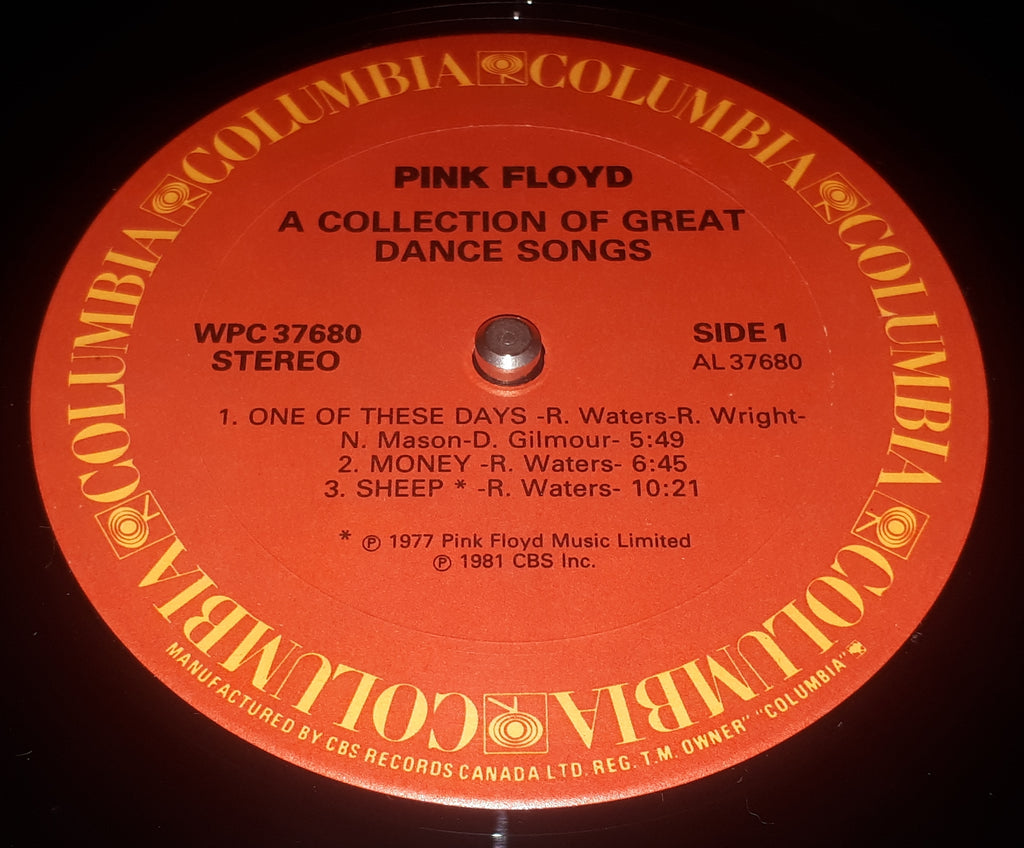 COLUMBIA COLUMBIA COLUMBIA COLUMBIA COLUMBIA COLUMBIA
PINK FLOYD
A COLLECTION OF GREAT
DANCE SONGS
WPC 37680
STEREO
SIDE 1
AL 37680
1. ONE OF THESE DAYS -R. Waters-R. Wright-
N. Mason-D. Gilmour- 5:49
2. MONEY -R. Waters- 6:45
3. SHEEP * -R. Waters- 10:21
* ℗ 1977 Pink Floyd Music Limited
℗ 1981 CBS Inc.
MANUFACTURED BY CBS RECORDS CANADA LTD. REG. T.M. OWNER" "COLUMBIA"